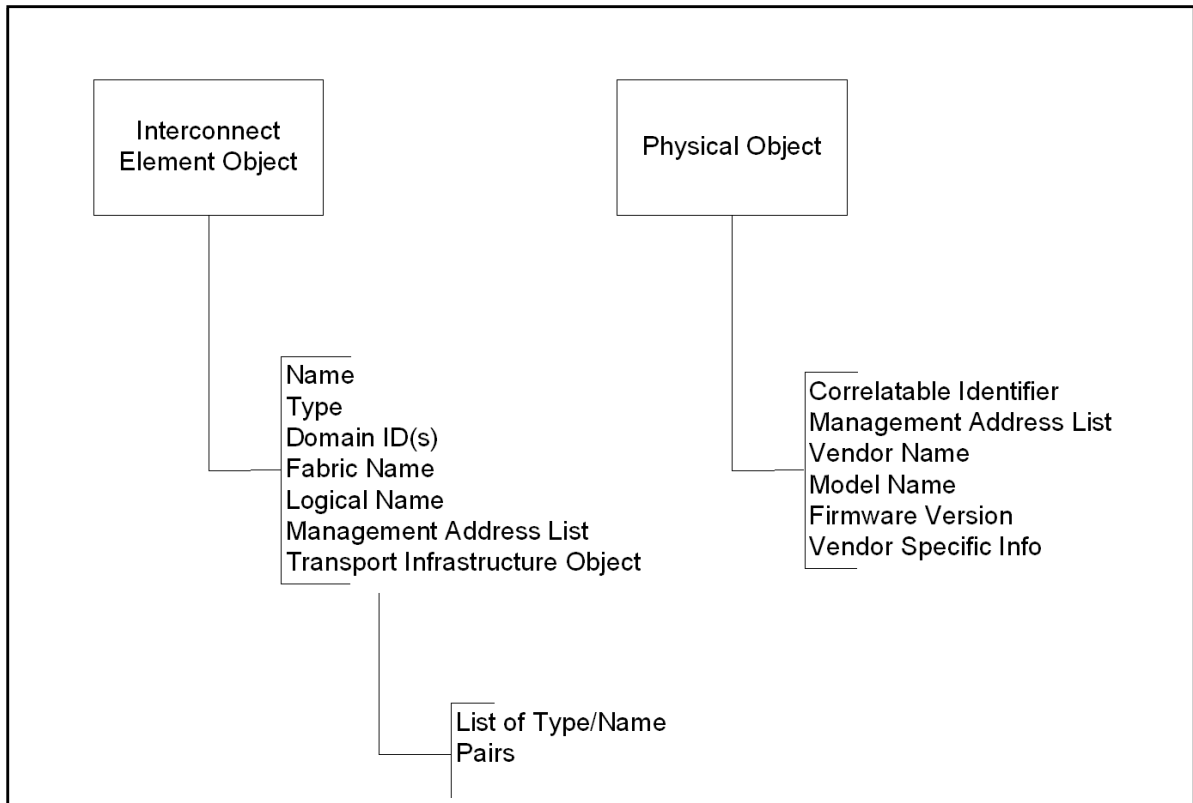 Interconnect
Element Object
Physical Object
Name
Type
Domain ID(s)
Fabric Name
Logical Name
Management Address List
Transport Infrastructure Object
Correlatable Identifier
Management Address List
Vendor Name
Model Name
Firmware Version
Vendor Specific Info
List of Type/Name
Pairs